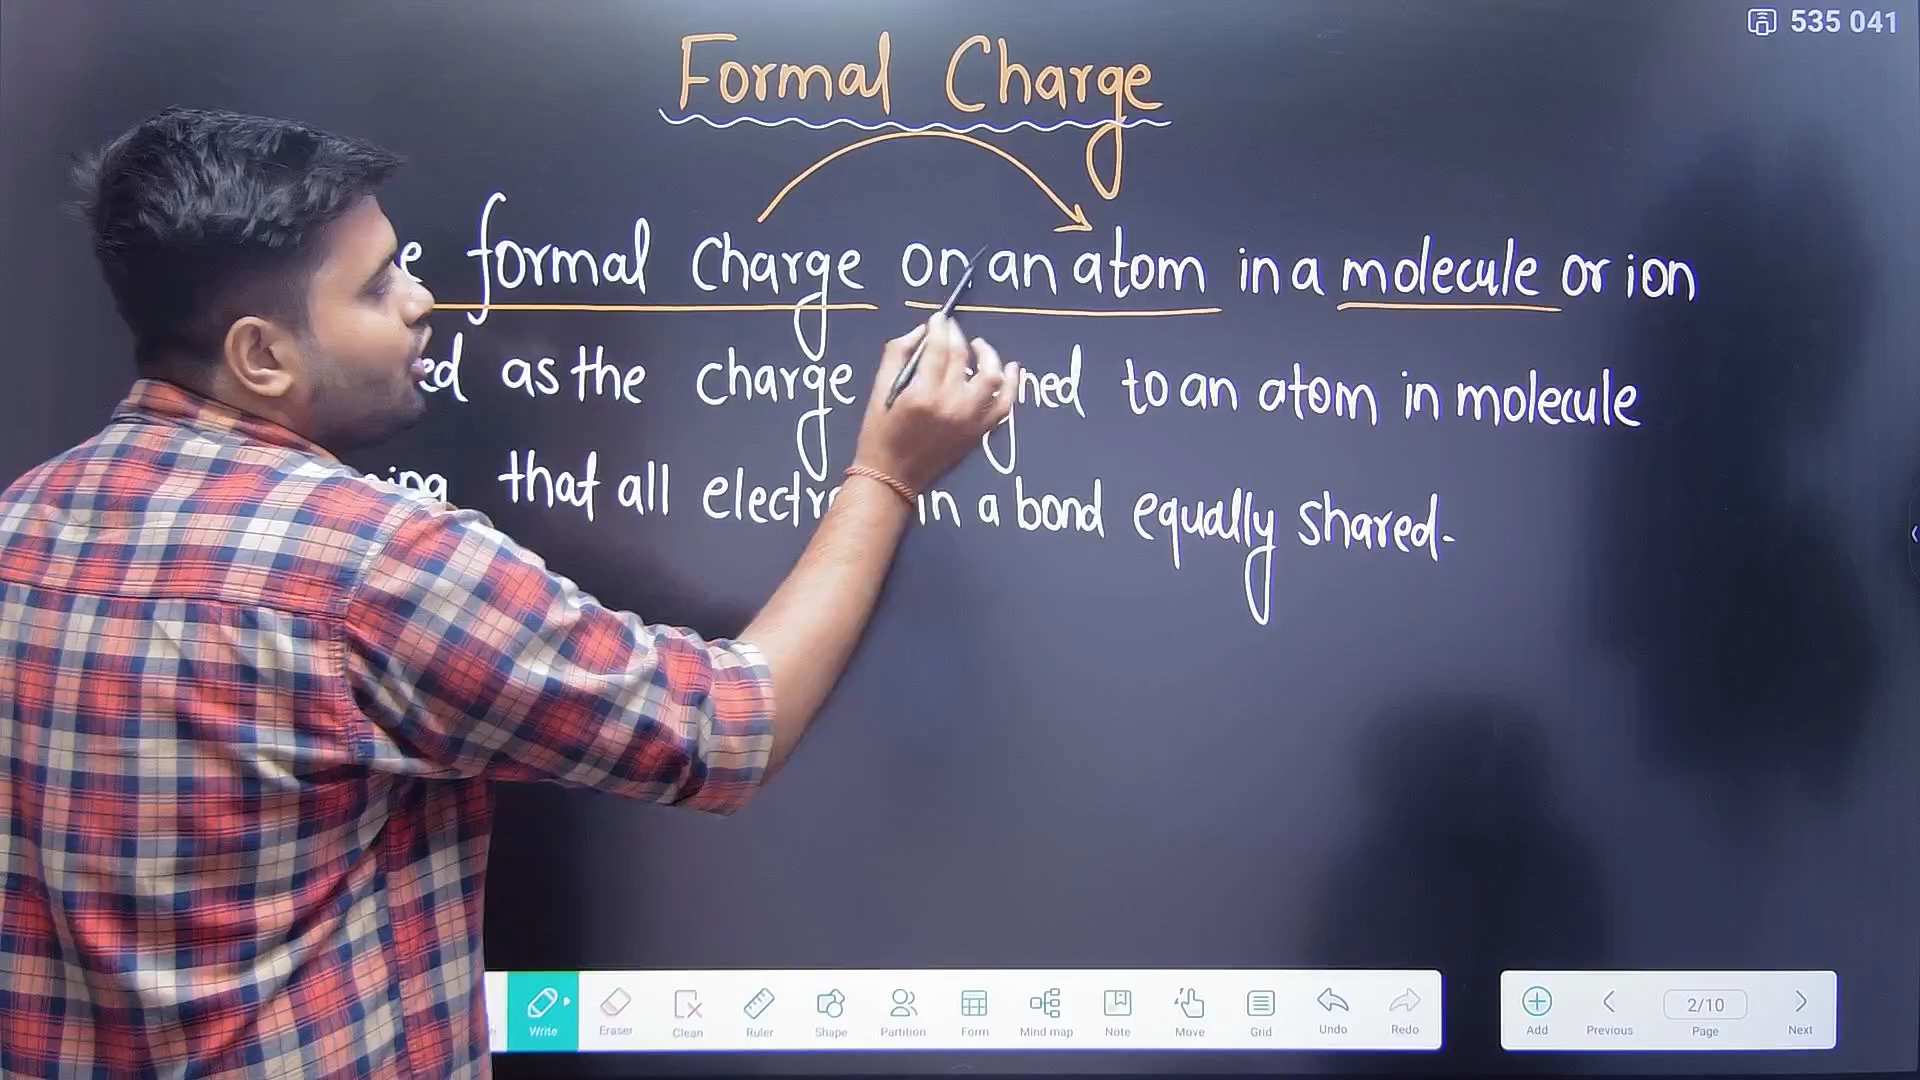 535 041
Formal Charge
formal charge on an atom in a molecule or ion
as the charge to an atom in molecule
that all in a bond equally shared.
Write Eraser Clean Ruler Shape Partition Form Mind map Note Move Grid Undo Redo
Add Previous 2/10 Page Next